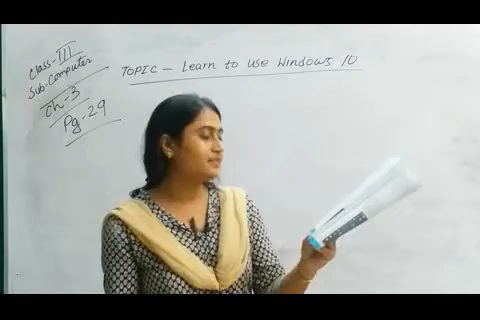 Class-III
Sub-Computer
Ch-3
Pg-29
TOPIC - Learn to use Windows 10